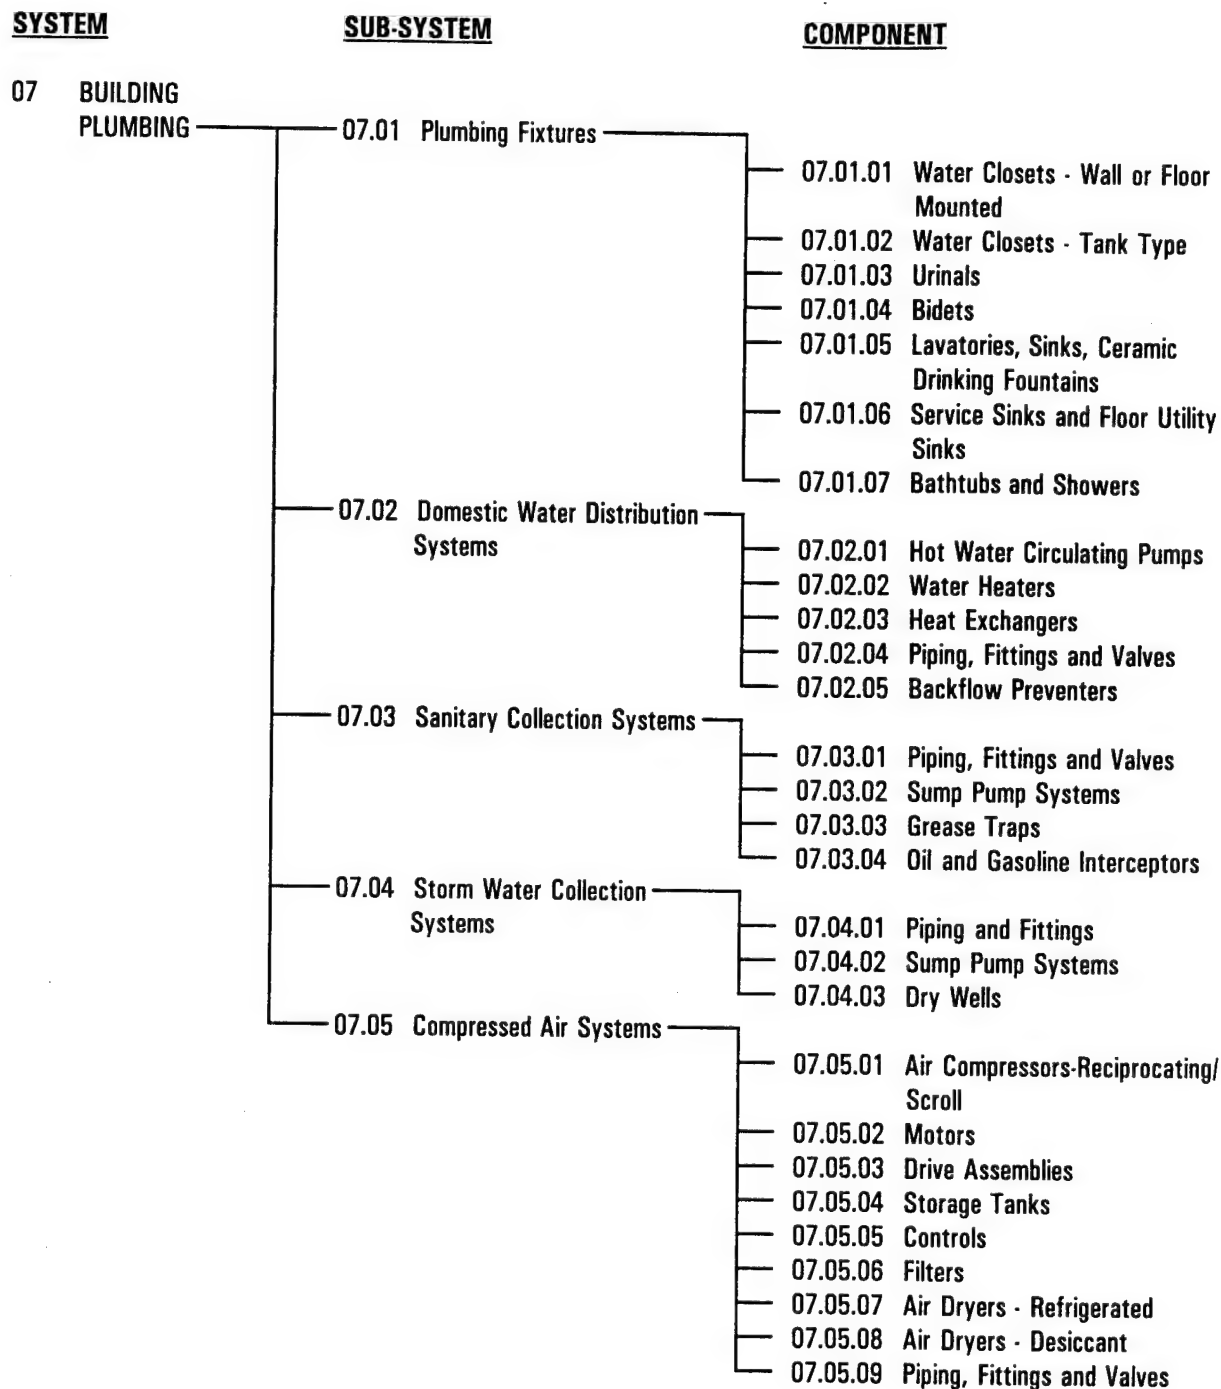 SYSTEM SUB-SYSTEM COMPONENT
07 BUILDING
PLUMBING 07.01 Plumbing Fixtures
07.01.01 Water Closets - Wall or Floor
Mounted
07.01.02 Water Closets - Tank Type
07.01.03 Urinals
07.01.04 Bidets
07.01.05 Lavatories, Sinks, Ceramic
Drinking Fountains
07.01.06 Service Sinks and Floor Utility
Sinks
07.01.07 Bathtubs and Showers
07.02 Domestic Water Distribution
Systems
07.02.01 Hot Water Circulating Pumps
07.02.02 Water Heaters
07.02.03 Heat Exchangers
07.02.04 Piping, Fittings and Valves
07.02.05 Backflow Preventers
07.03 Sanitary Collection Systems
07.03.01 Piping, Fittings and Valves
07.03.02 Sump Pump Systems
07.03.03 Grease Traps
07.03.04 Oil and Gasoline Interceptors
07.04 Storm Water Collection
Systems
07.04.01 Piping and Fittings
07.04.02 Sump Pump Systems
07.04.03 Dry Wells
07.05 Compressed Air Systems
07.05.01 Air Compressors-Reciprocating/
Scroll
07.05.02 Motors
07.05.03 Drive Assemblies
07.05.04 Storage Tanks
07.05.05 Controls
07.05.06 Filters
07.05.07 Air Dryers - Refrigerated
07.05.08 Air Dryers - Desiccant
07.05.09 Piping, Fittings and Valves